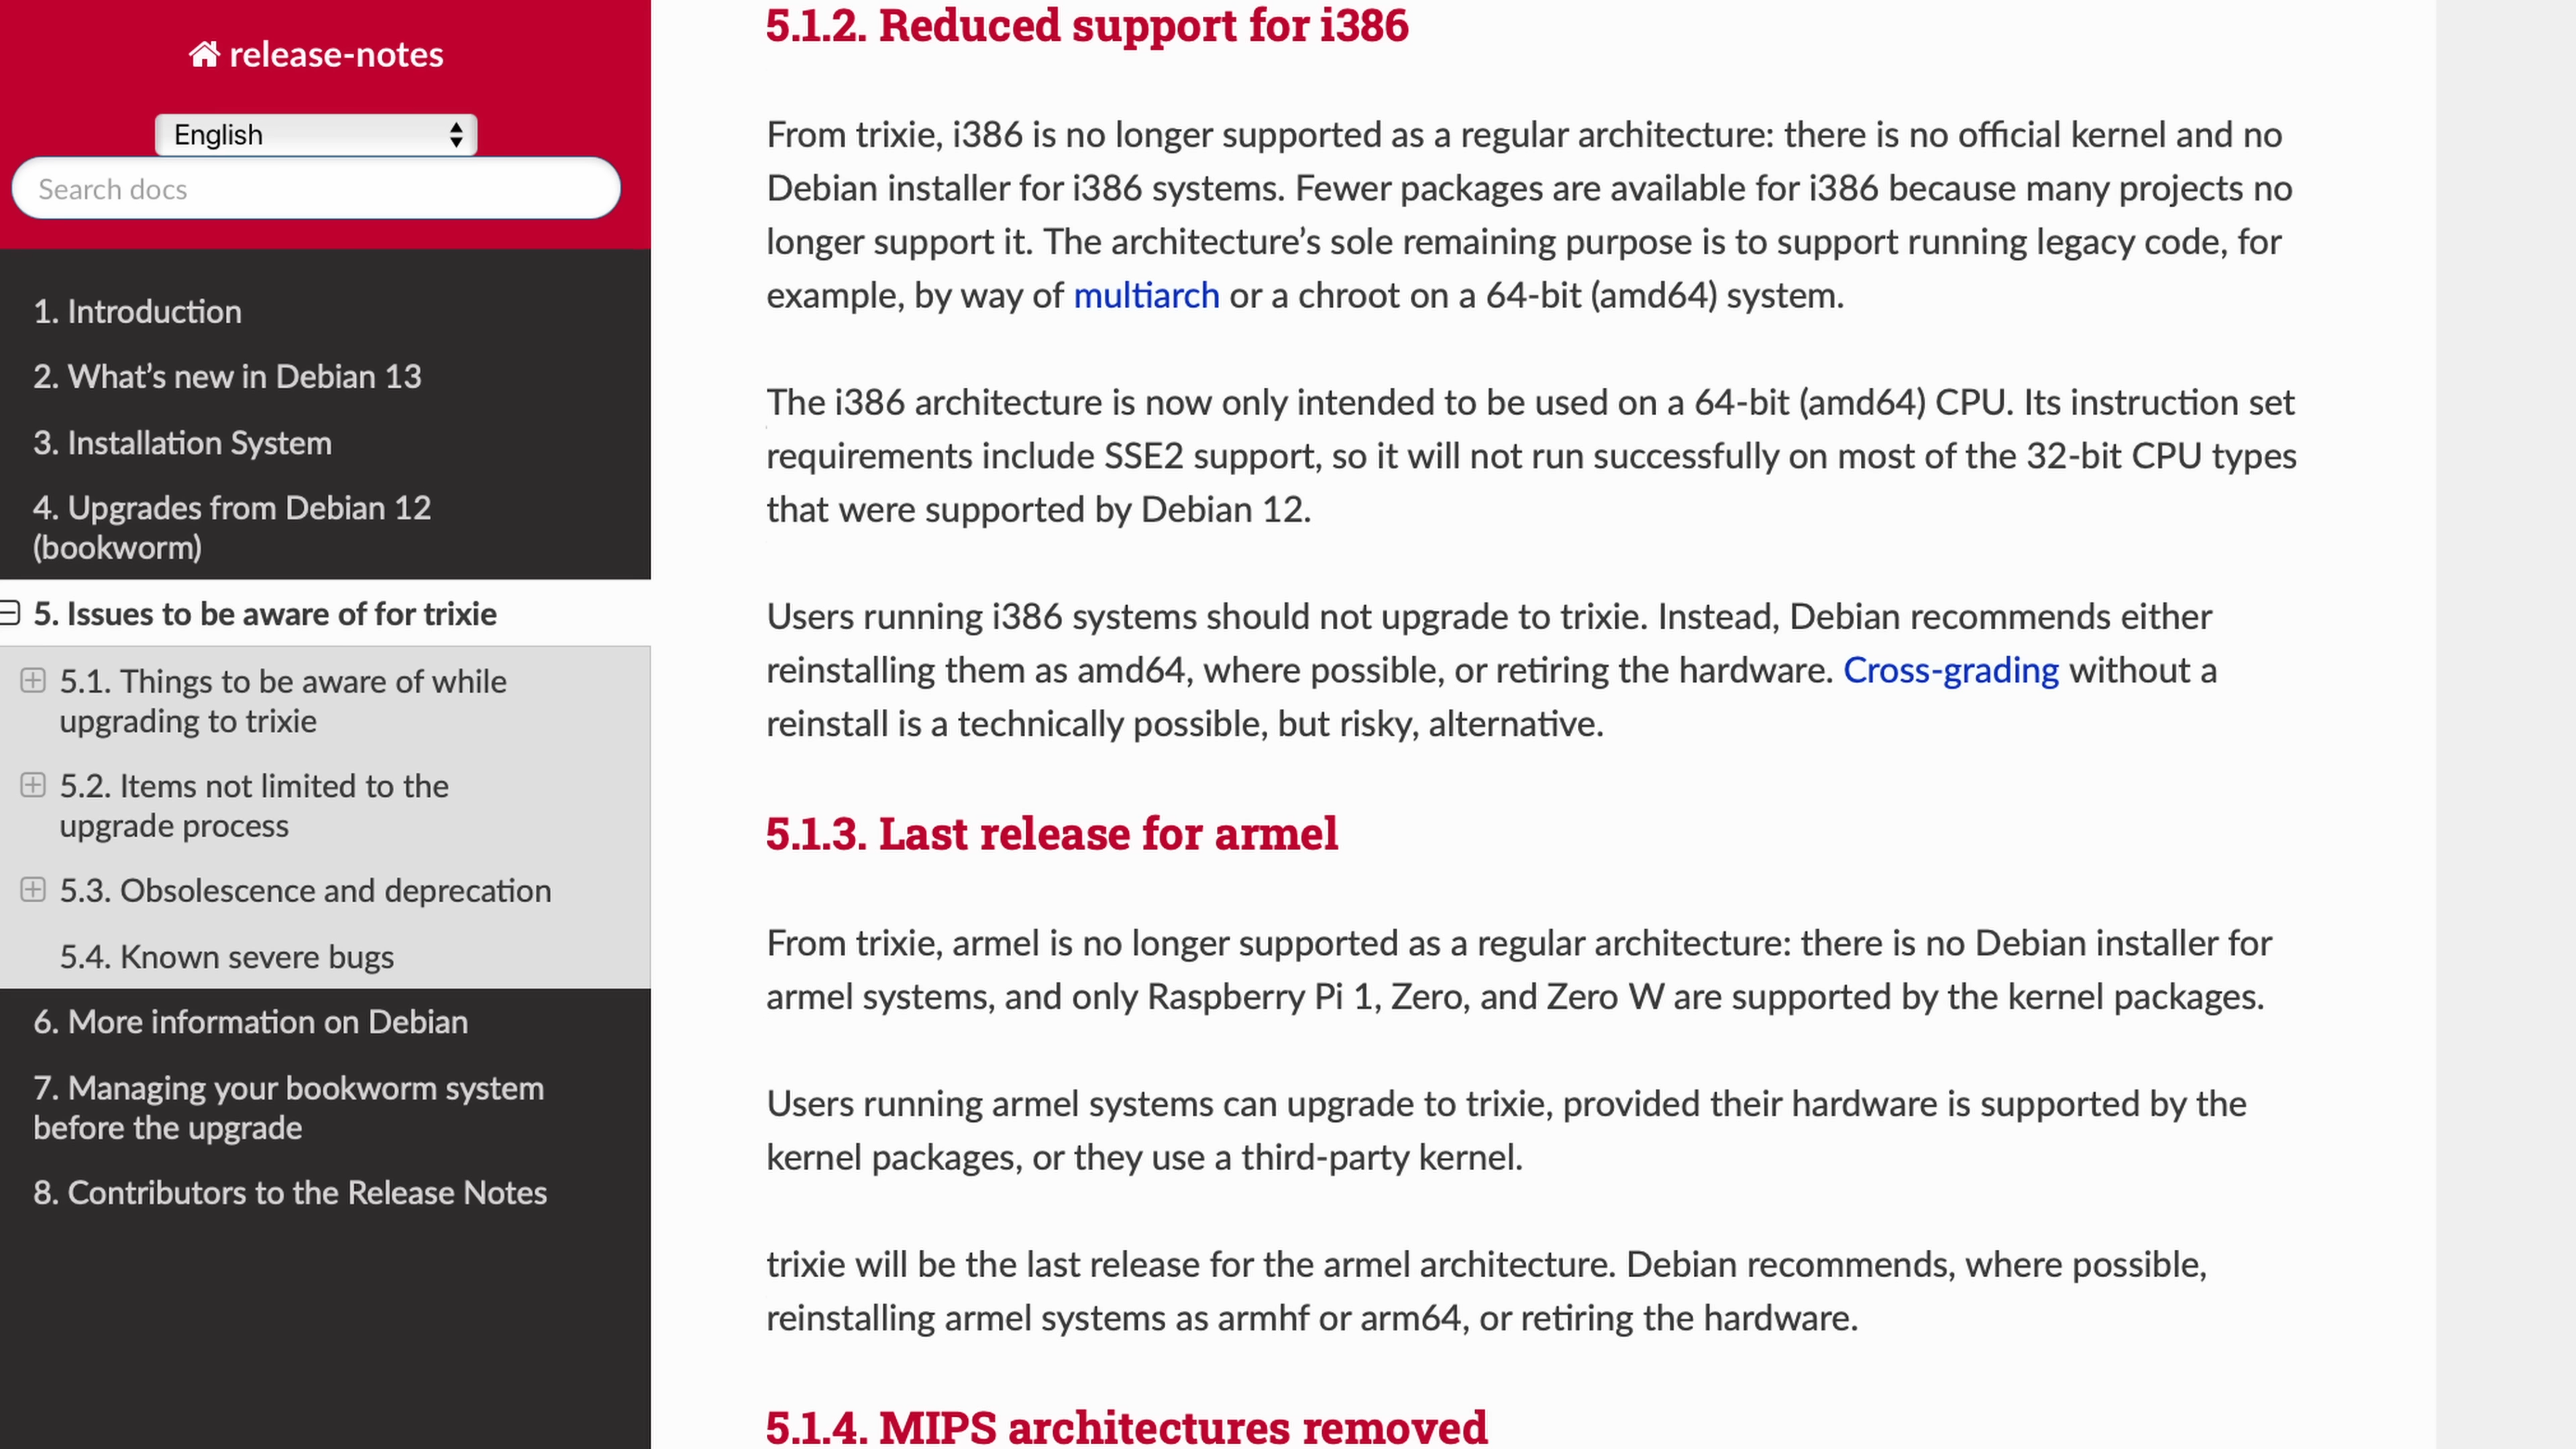 release-notes
English
Search docs
1. Introduction
2. What’s new in Debian 13
3. Installation System
4. Upgrades from Debian 12
(bookworm)
5. Issues to be aware of for trixie
5.1. Things to be aware of while
upgrading to trixie
5.2. Items not limited to the
upgrade process
5.3. Obsolescence and deprecation
5.4. Known severe bugs
6. More information on Debian
7. Managing your bookworm system
before the upgrade
8. Contributors to the Release Notes
5.1.2. Reduced support for i386
From trixie, i386 is no longer supported as a regular architecture: there is no official kernel and no
Debian installer for i386 systems. Fewer packages are available for i386 because many projects no
longer support it. The architecture’s sole remaining purpose is to support running legacy code, for
example, by way of multiarch or a chroot on a 64-bit (amd64) system.
The i386 architecture is now only intended to be used on a 64-bit (amd64) CPU. Its instruction set
requirements include SSE2 support, so it will not run successfully on most of the 32-bit CPU types
that were supported by Debian 12.
Users running i386 systems should not upgrade to trixie. Instead, Debian recommends either
reinstalling them as amd64, where possible, or retiring the hardware. Cross-grading without a
reinstall is a technically possible, but risky, alternative.
5.1.3. Last release for armel
From trixie, armel is no longer supported as a regular architecture: there is no Debian installer for
armel systems, and only Raspberry Pi 1, Zero, and Zero W are supported by the kernel packages.
Users running armel systems can upgrade to trixie, provided their hardware is supported by the
kernel packages, or they use a third-party kernel.
trixie will be the last release for the armel architecture. Debian recommends, where possible,
reinstalling armel systems as armhf or arm64, or retiring the hardware.
5.1.4. MIPS architectures removed